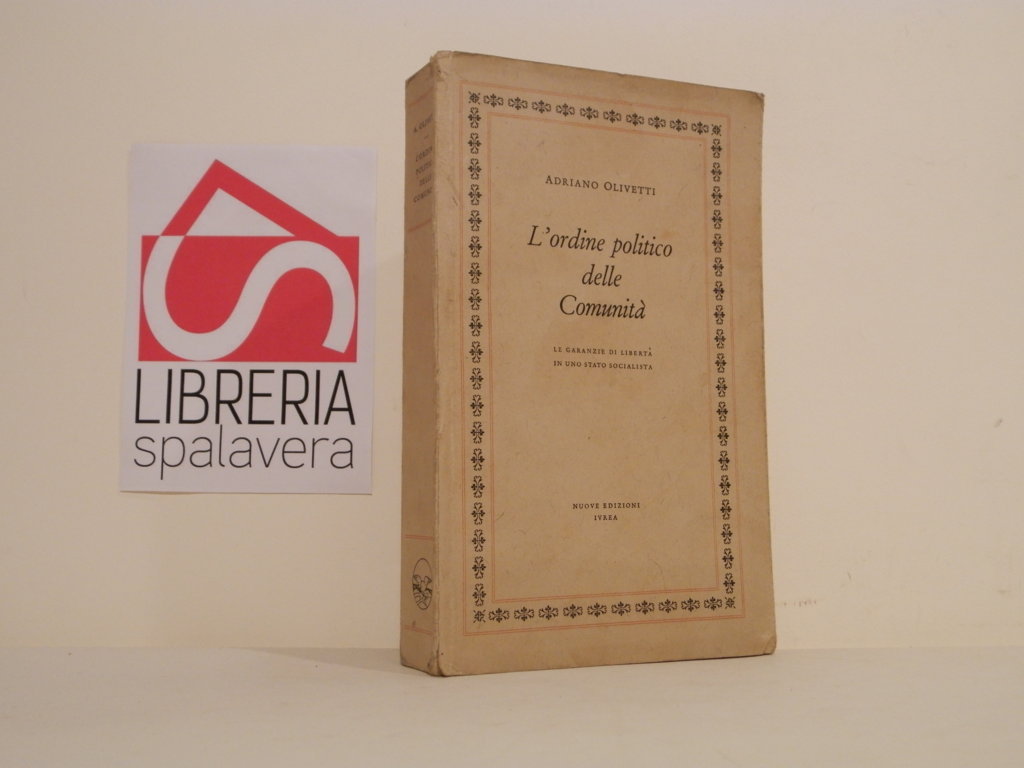 LIBRERIA
spalavera
ADRIANO OLIVETTI
L'ordine politico
delle
Comunità
LE GARANZIE DI LIBERTÀ
IN UNO STATO SOCIALISTA
NUOVE EDIZIONI
IVREA